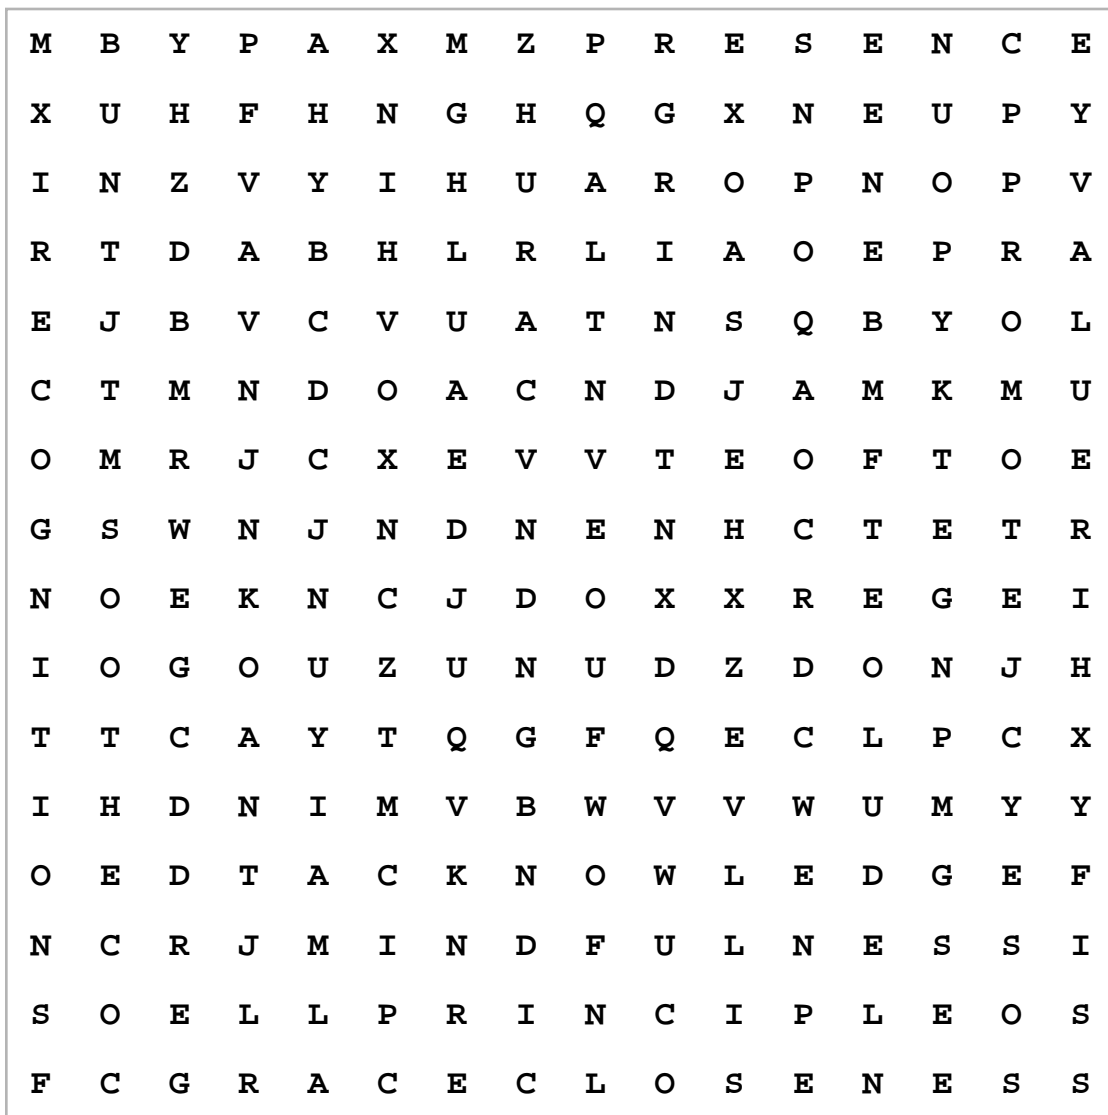 M B Y P A X M Z P R E S E N C E
X U H F H N G H Q G X N E U P Y
I N Z V Y I H U A R O P N O P V
R T D A B H L R L I A O E P R A
E J B V C V U A T N S Q B Y O L
C T M N D O A C N D J A M K M U
O M R J C X E V V T E O F T O E
G S W N J N D N E N H C T E T R
N O E K N C J D O X X R E G E I
I O G O U Z U N U D Z D O N J H
T T C A Y T Q G F Q E C L P C X
I H D N I M V B W V V W U M Y Y
O E D T A C K N O W L E D G E F
N C R J M I N D F U L N E S S I
S O E L L P R I N C I P L E O S
F C G R A C E C L O S E N E S S